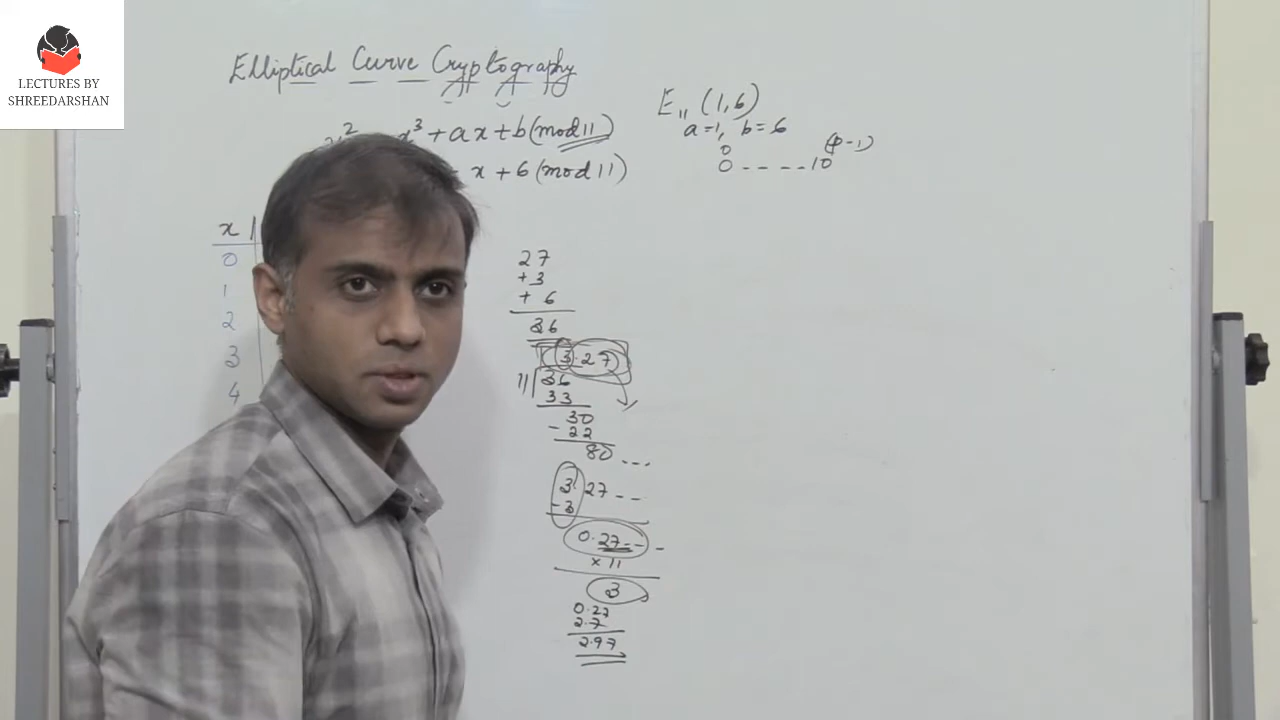 LECTURES BY
SHREEDARSHAN
Elliptical Curve Cryptography
x³ + ax + b (mod 11)
x + 6 (mod 11)
E₁₁ (1,6)
a = 1, b = 6
0 (p-1)
0 - - - - 10
x
0
1
2
3
4
27
+3
+ 6
36
3.27
11 36
33
30
- 22
80 ...
3.27 - -
- 3
0.27 - - -
x 11
3
0.27
2.7
2.97